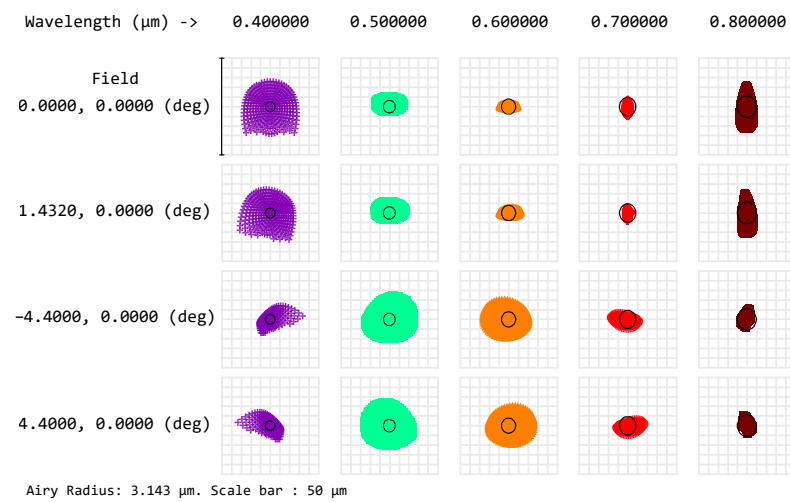 Wavelength (µm) -> 0.400000 0.500000 0.600000 0.700000 0.800000
Field
0.0000, 0.0000 (deg)
1.4320, 0.0000 (deg)
−4.4000, 0.0000 (deg)
4.4000, 0.0000 (deg)
Airy Radius: 3.143 µm. Scale bar : 50 µm